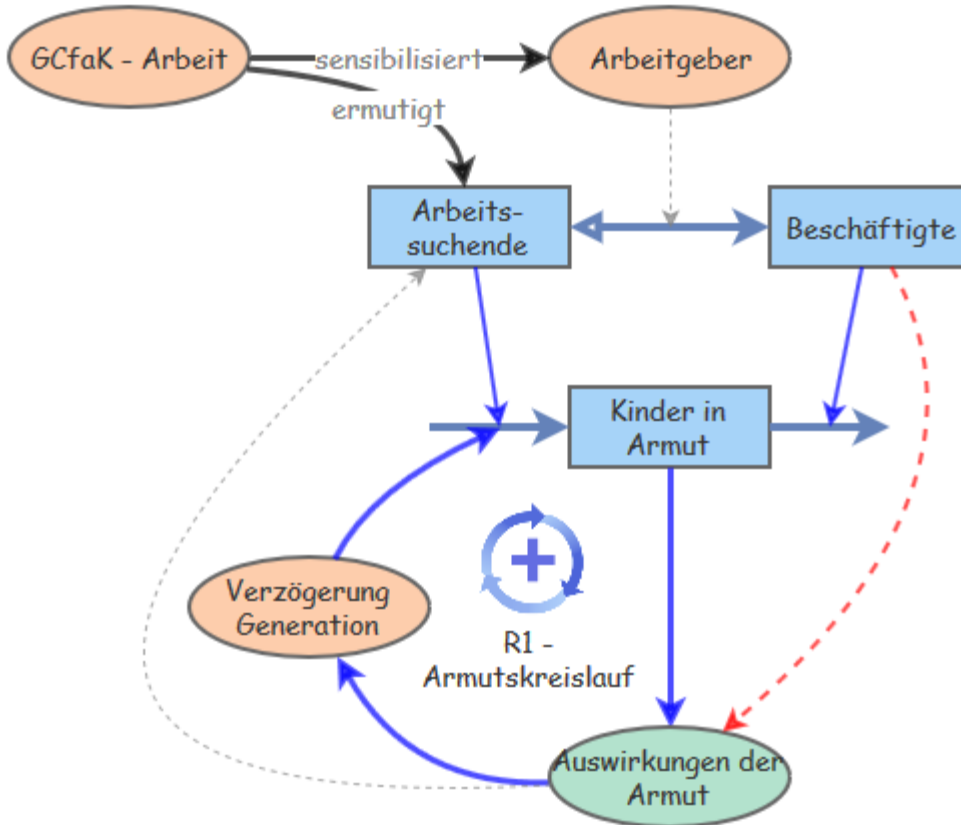 GCfaK - Arbeit
sensibilisiert
Arbeitgeber
ermutigt
Arbeits-
suchende
Beschäftigte
Kinder in
Armut
Verzögerung
Generation
R1 -
Armutskreislauf
Auswirkungen der
Armut